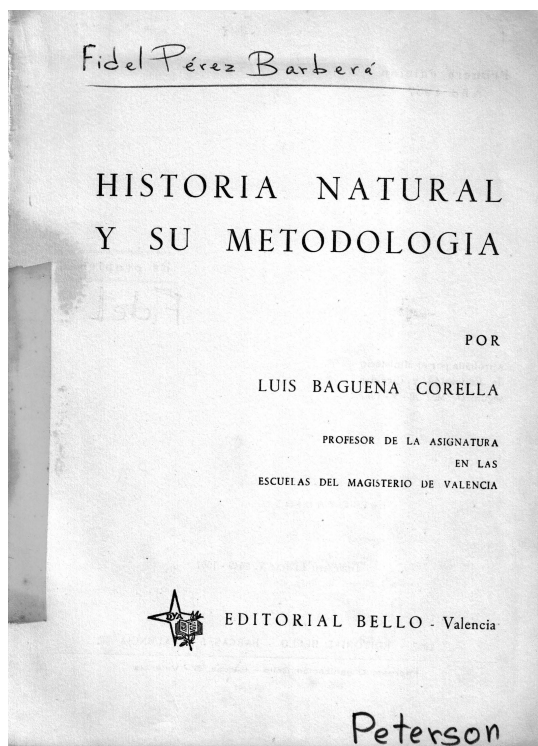 Fidel Pérez Barberá
HISTORIA NATURAL
Y SU METODOLOGIA
POR
LUIS BAGUENA CORELLA
PROFESOR DE LA ASIGNATURA
EN LAS
ESCUELAS DEL MAGISTERIO DE VALENCIA
EDITORIAL BELLO - Valencia
Peterson